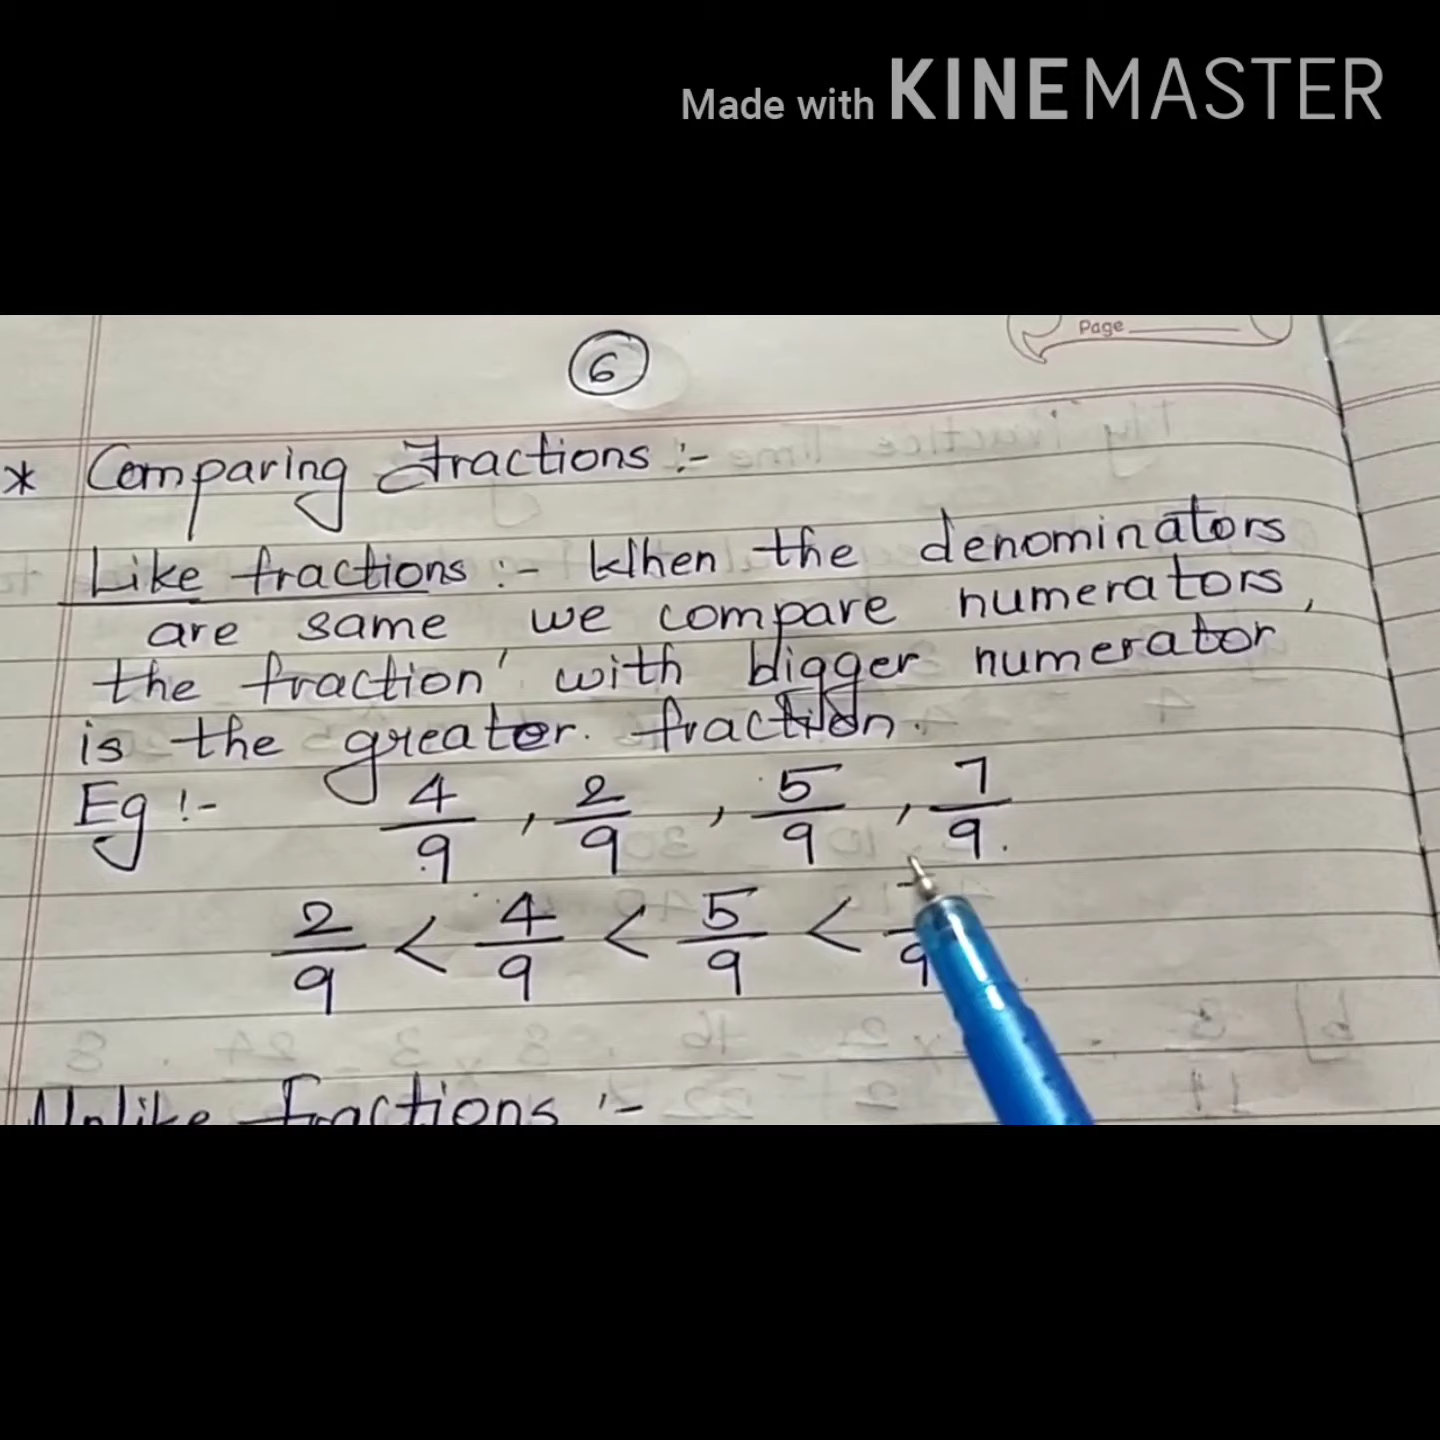 Made with KINEMASTER
Page
6
* Comparing Fractions :-
Like fractions :- When the denominators
are same we compare numerators,
the fraction with bigger numerator
is the greater. fraction.
Eg :- 4/9 , 2/9 , 5/9 , 7/9.
2/9 < 4/9 < 5/9 < /9
Unlike Fractions :-